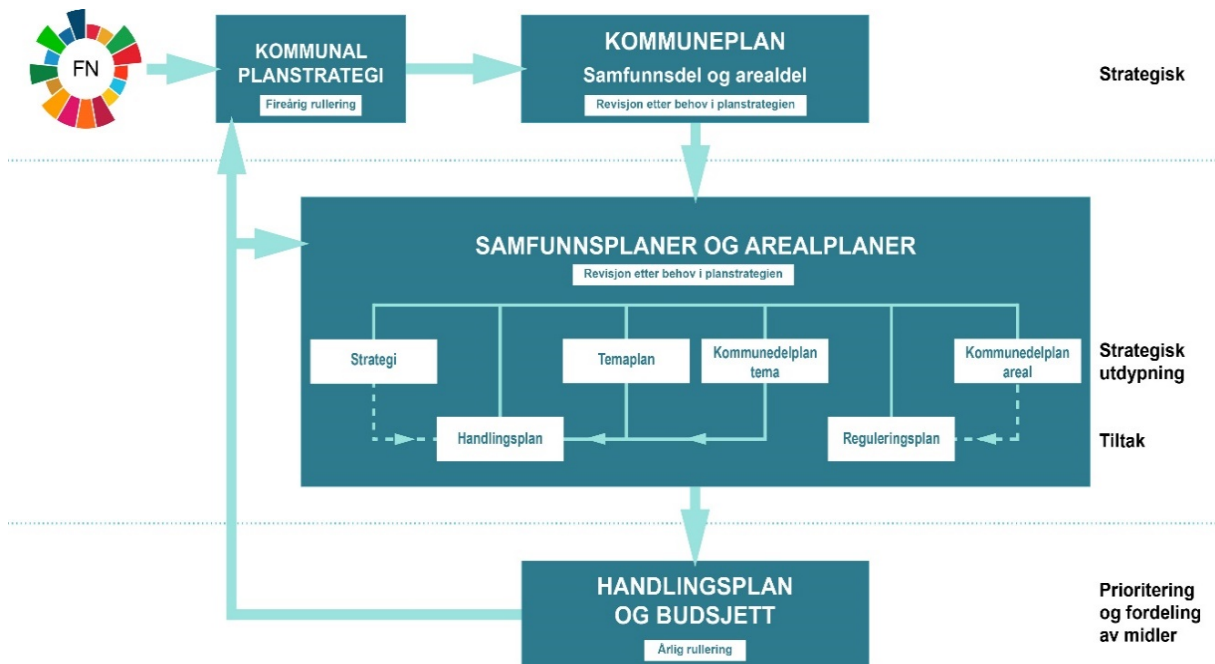 FN
KOMMUNAL
PLANSTRATEGI
Fireårig rullering
KOMMUNEPLAN
Samfunnsdel og arealdel
Revisjon etter behov i planstrategien
Strategisk
SAMFUNNSPLANER OG AREALPLANER
Revisjon etter behov i planstrategien
Strategi
Temaplan
Kommunedelplan
tema
Kommunedelplan
areal
Strategisk
utdypning
Handlingsplan
Reguleringsplan
Tiltak
HANDLINGSPLAN
OG BUDSJETT
Årlig rullering
Prioritering
og fordeling
av midler